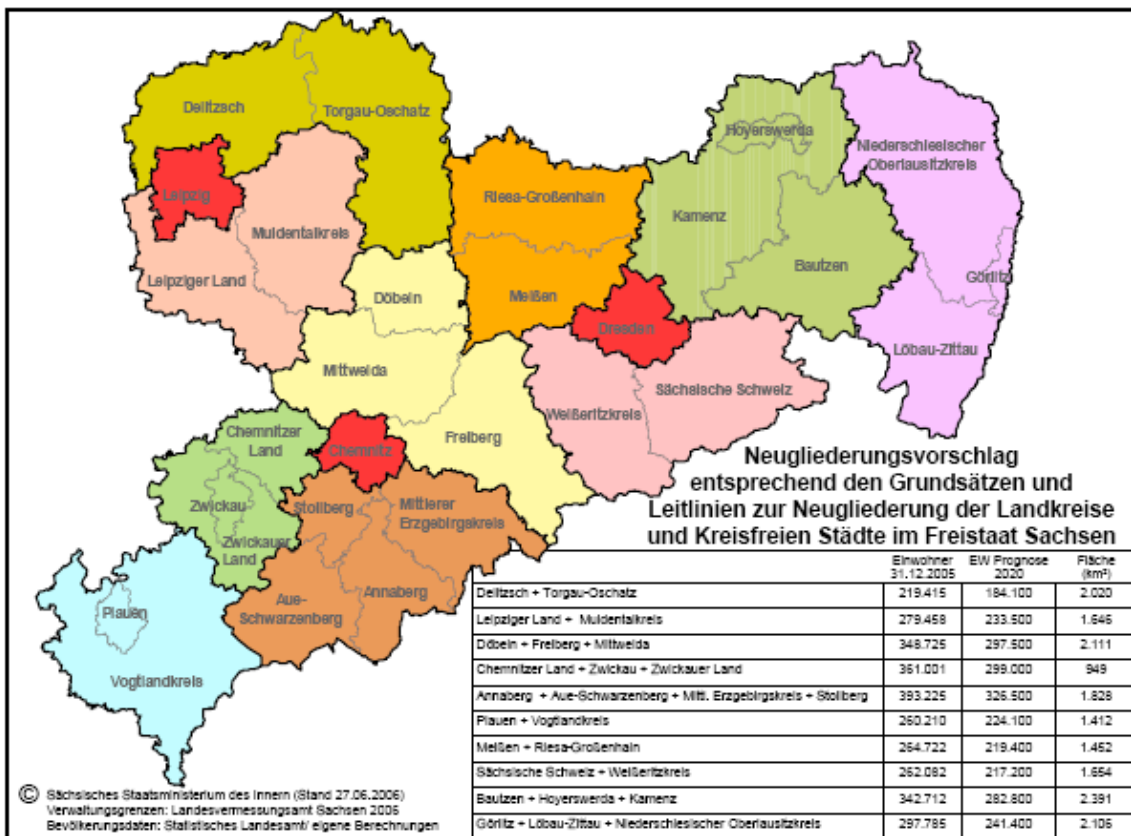 Delitzsch
Torgau-Oschatz
Hoyerswerda
Niederschlesischer
Oberlausitzkreis
Leipzig
Riesa-Großenhain
Kamenz
Muldentalkreis
Bautzen
Görlitz
Leipziger Land
Döbeln
Meißen
Dresden
Löbau-Zittau
Mittweida
Sächsische Schweiz
Weißeritzkreis
Chemnitzer
Land
Freiberg
Chemnitz
Zwickau
Stollberg
Mittlerer
Erzgebirgskreis
Zwickauer
Land
Annaberg
Aue-
Schwarzenberg
Plauen
Vogtlandkreis
Neugliederungsvorschlag
entsprechend den Grundsätzen und
Leitlinien zur Neugliederung der Landkreise
und Kreisfreien Städte im Freistaat Sachsen
Einwohner 31.12.2005 EW Prognose 2020 Fläche (km²)
Delitzsch + Torgau-Oschatz 219.415 184.100 2.020
Leipziger Land + Muldentalkreis 279.458 233.500 1.646
Döbeln + Freiberg + Mittweida 348.725 297.500 2.111
Chemnitzer Land + Zwickau + Zwickauer Land 361.001 299.000 949
Annaberg + Aue-Schwarzenberg + Mittl. Erzgebirgskreis + Stollberg 393.225 326.500 1.828
Plauen + Vogtlandkreis 260.210 224.100 1.412
Meißen + Riesa-Großenhain 264.722 219.400 1.452
Sächsische Schweiz + Weißeritzkreis 262.082 217.200 1.654
Bautzen + Hoyerswerda + Kamenz 342.712 282.800 2.391
Görlitz + Löbau-Zittau + Niederschlesischer Oberlausitzkreis 297.785 241.400 2.106
© Sächsisches Staatsministerium des Innern (Stand 27.06.2006)
Verwaltungsgrenzen: Landesvermessungsamt Sachsen 2006
Bevölkerungsdaten: Statistisches Landesamt/ eigene Berechnungen